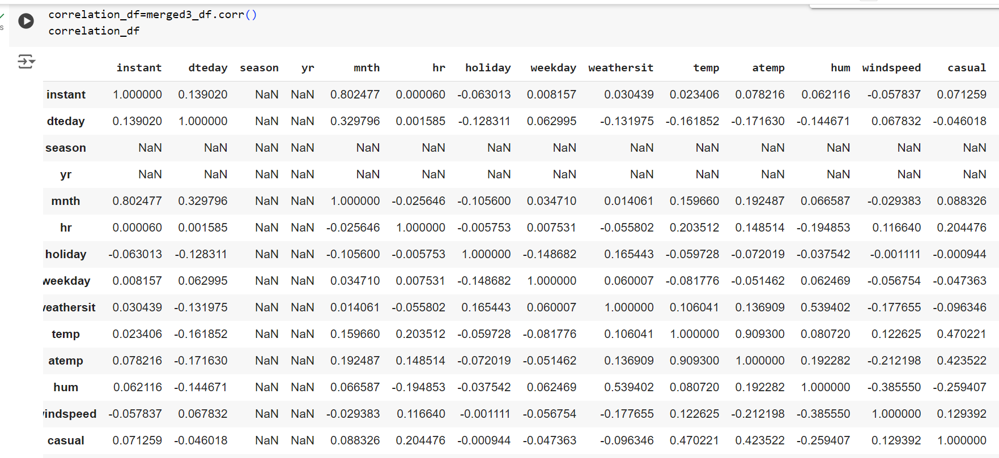 correlation_df=merged3_df.corr()
correlation_df
instant dteday season yr mnth hr holiday weekday weathersit temp atemp hum windspeed casual
instant 1.000000 0.139020 NaN NaN 0.802477 0.000060 -0.063013 0.008157 0.030439 0.023406 0.078216 0.062116 -0.057837 0.071259
dteday 0.139020 1.000000 NaN NaN 0.329796 0.001585 -0.128311 0.062995 -0.131975 -0.161852 -0.171630 -0.144671 0.067832 -0.046018
season NaN NaN NaN NaN NaN NaN NaN NaN NaN NaN NaN NaN NaN NaN
yr NaN NaN NaN NaN NaN NaN NaN NaN NaN NaN NaN NaN NaN NaN
mnth 0.802477 0.329796 NaN NaN 1.000000 -0.025646 -0.105600 0.034710 0.014061 0.159660 0.192487 0.066587 -0.029383 0.088326
hr 0.000060 0.001585 NaN NaN -0.025646 1.000000 -0.005753 0.007531 -0.055802 0.203512 0.148514 -0.194853 0.116640 0.204476
holiday -0.063013 -0.128311 NaN NaN -0.105600 -0.005753 1.000000 -0.148682 0.165443 -0.059728 -0.072019 -0.037542 -0.001111 -0.000944
weekday 0.008157 0.062995 NaN NaN 0.034710 0.007531 -0.148682 1.000000 0.060007 -0.081776 -0.051462 0.062469 -0.056754 -0.047363
weathersit 0.030439 -0.131975 NaN NaN 0.014061 -0.055802 0.165443 0.060007 1.000000 0.106041 0.136909 0.539402 -0.177655 -0.096346
temp 0.023406 -0.161852 NaN NaN 0.159660 0.203512 -0.059728 -0.081776 0.106041 1.000000 0.909300 0.080720 0.122625 0.470221
atemp 0.078216 -0.171630 NaN NaN 0.192487 0.148514 -0.072019 -0.051462 0.136909 0.909300 1.000000 0.192282 -0.212198 0.423522
hum 0.062116 -0.144671 NaN NaN 0.066587 -0.194853 -0.037542 0.062469 0.539402 0.080720 0.192282 1.000000 -0.385550 -0.259407
windspeed -0.057837 0.067832 NaN NaN -0.029383 0.116640 -0.001111 -0.056754 -0.177655 0.122625 -0.212198 -0.385550 1.000000 0.129392
casual 0.071259 -0.046018 NaN NaN 0.088326 0.204476 -0.000944 -0.047363 -0.096346 0.470221 0.423522 -0.259407 0.129392 1.000000